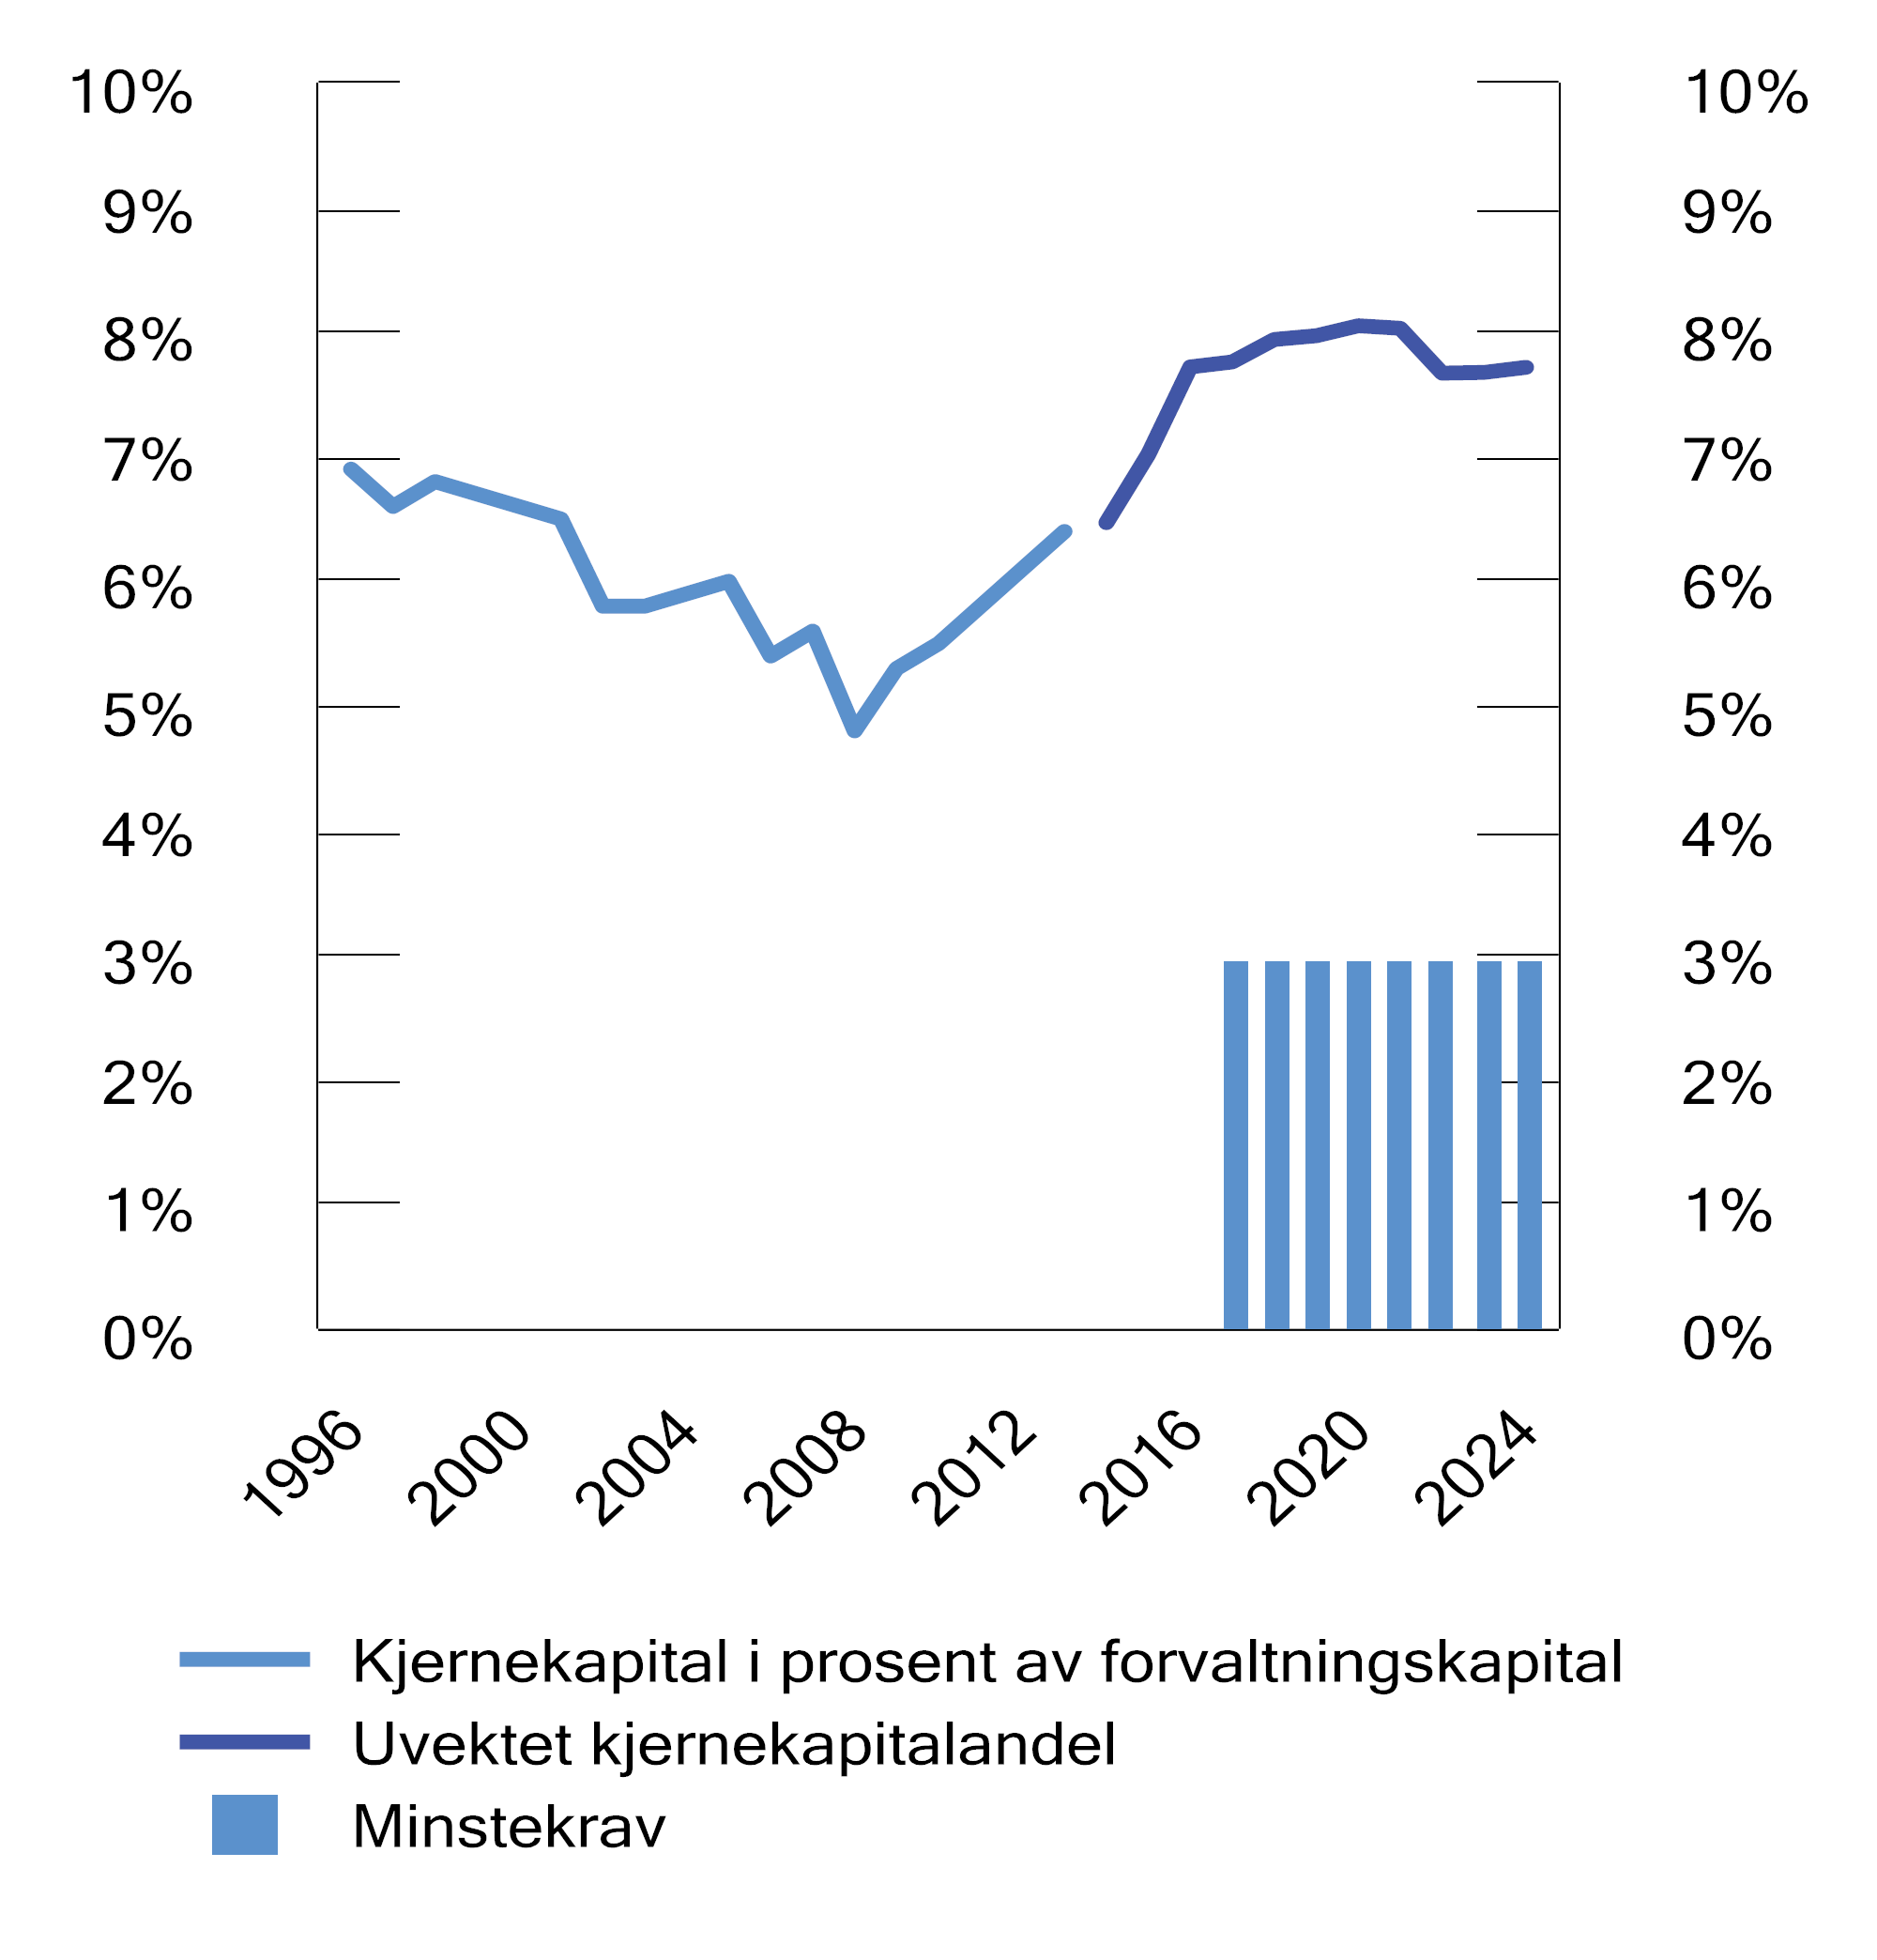 10% 10%
9% 9%
8% 8%
7% 7%
6% 6%
5% 5%
4% 4%
3% 3%
2% 2%
1% 1%
0% 0%
1996 2000 2004 2008 2012 2016 2020 2024
Kjernekapital i prosent av forvaltningskapital
Uvektet kjernekapitalandel
Minstekrav